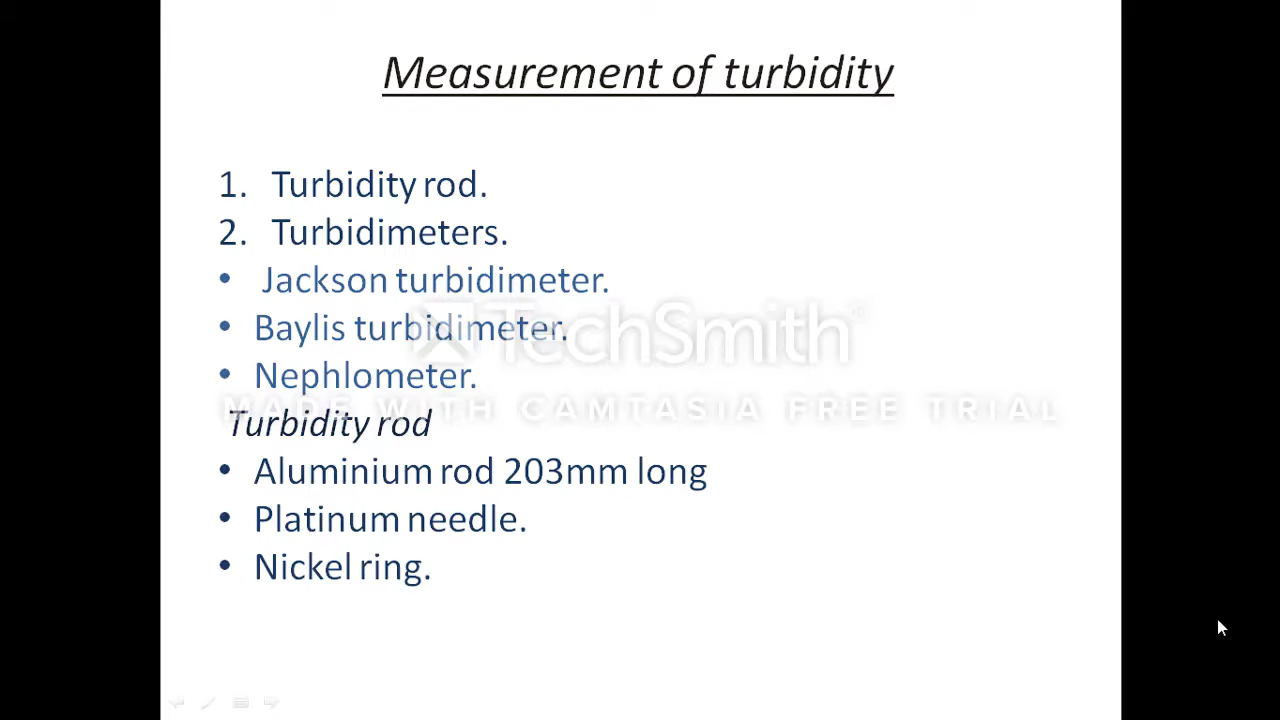 Measurement of turbidity
1. Turbidity rod.
2. Turbidimeters.
• Jackson turbidimeter.
• Baylis turbidimeter.
• Nephlometer.
Turbidity rod
• Aluminium rod 203mm long
• Platinum needle.
• Nickel ring.
TechSmith®
MADE WITH CAMTASIA FREE TRIAL